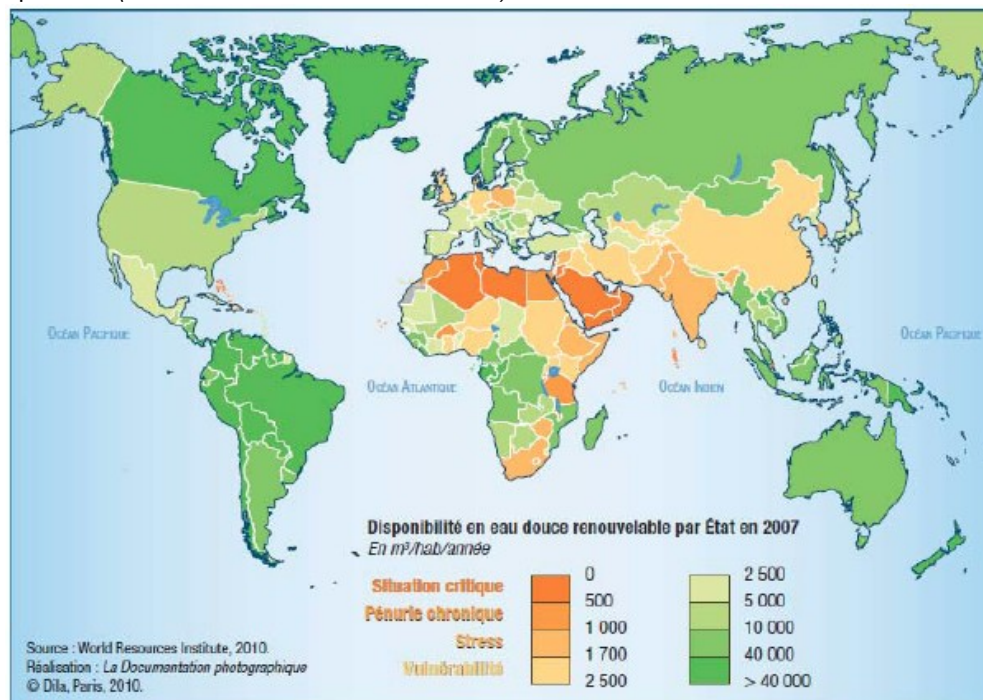 OCÉAN PACIFIQUE
OCÉAN ATLANTIQUE
OCÉAN INDIEN
OCÉAN PACIFIQUE
Disponibilité en eau douce renouvelable par État en 2007
En m³/hab/année
Situation critique
Pénurie chronique
Stress
Vulnérabilité
0
500
1 000
1 700
2 500
2 500
5 000
10 000
40 000
> 40 000
Source : World Resources Institute, 2010.
Réalisation : La Documentation photographique
© Dila, Paris, 2010.